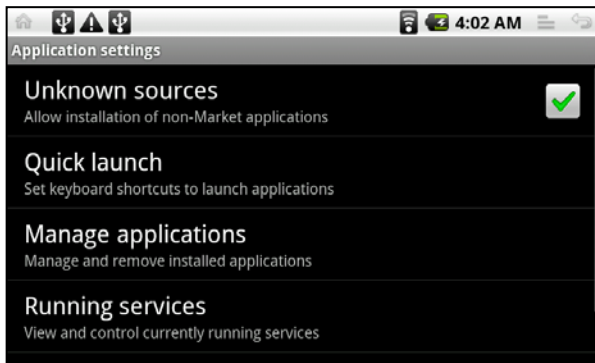 4:02 AM
Application settings
Unknown sources
Allow installation of non-Market applications
Quick launch
Set keyboard shortcuts to launch applications
Manage applications
Manage and remove installed applications
Running services
View and control currently running services